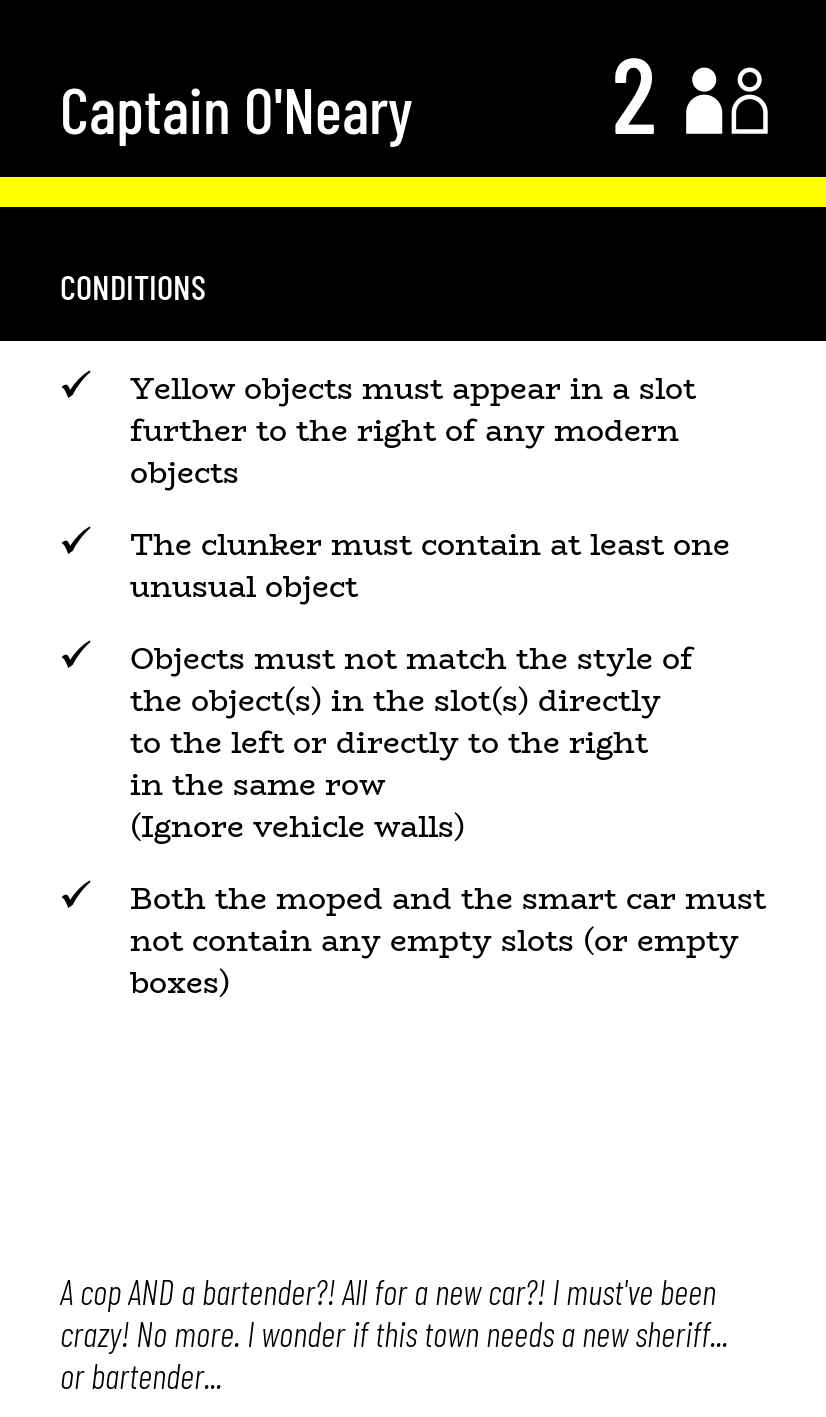 Captain O'Neary
2
CONDITIONS
✓ Yellow objects must appear in a slot
further to the right of any modern
objects
✓ The clunker must contain at least one
unusual object
✓ Objects must not match the style of
the object(s) in the slot(s) directly
to the left or directly to the right
in the same row
(Ignore vehicle walls)
✓ Both the moped and the smart car must
not contain any empty slots (or empty
boxes)
A cop AND a bartender?! All for a new car?! I must've been
crazy! No more. I wonder if this town needs a new sheriff...
or bartender...